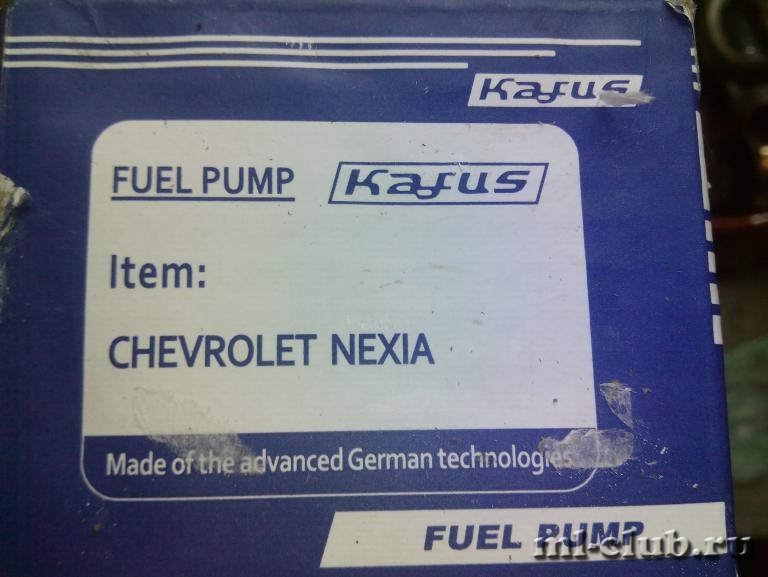 Kafus
FUEL PUMP Kafus
Item:
CHEVROLET NEXIA
Made of the advanced German technologies
FUEL PUMP
ml-club.ru